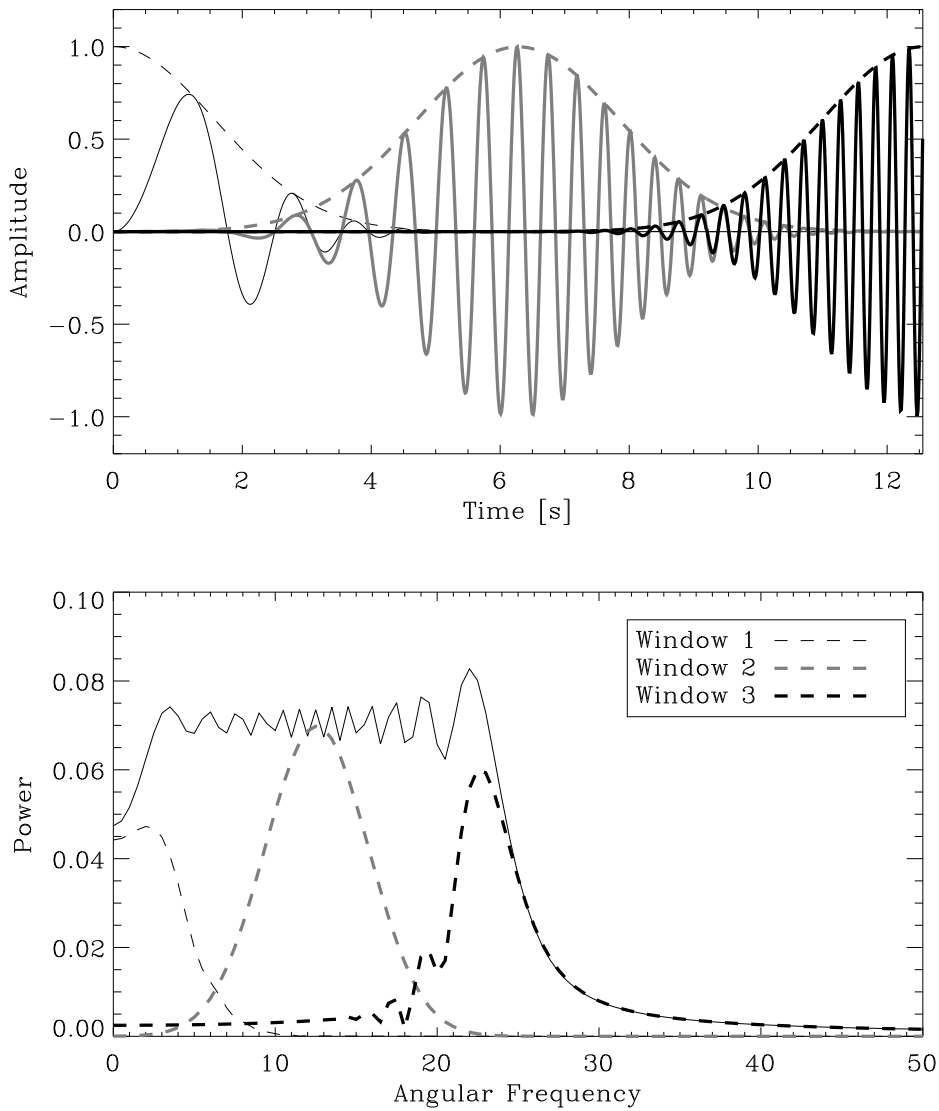 1.0
0.5
0.0
−0.5
−1.0
Amplitude
0 2 4 6 8 10 12
Time [s]
0.10
0.08
0.06
0.04
0.02
0.00
Power
Window 1
Window 2
Window 3
0 10 20 30 40 50
Angular Frequency